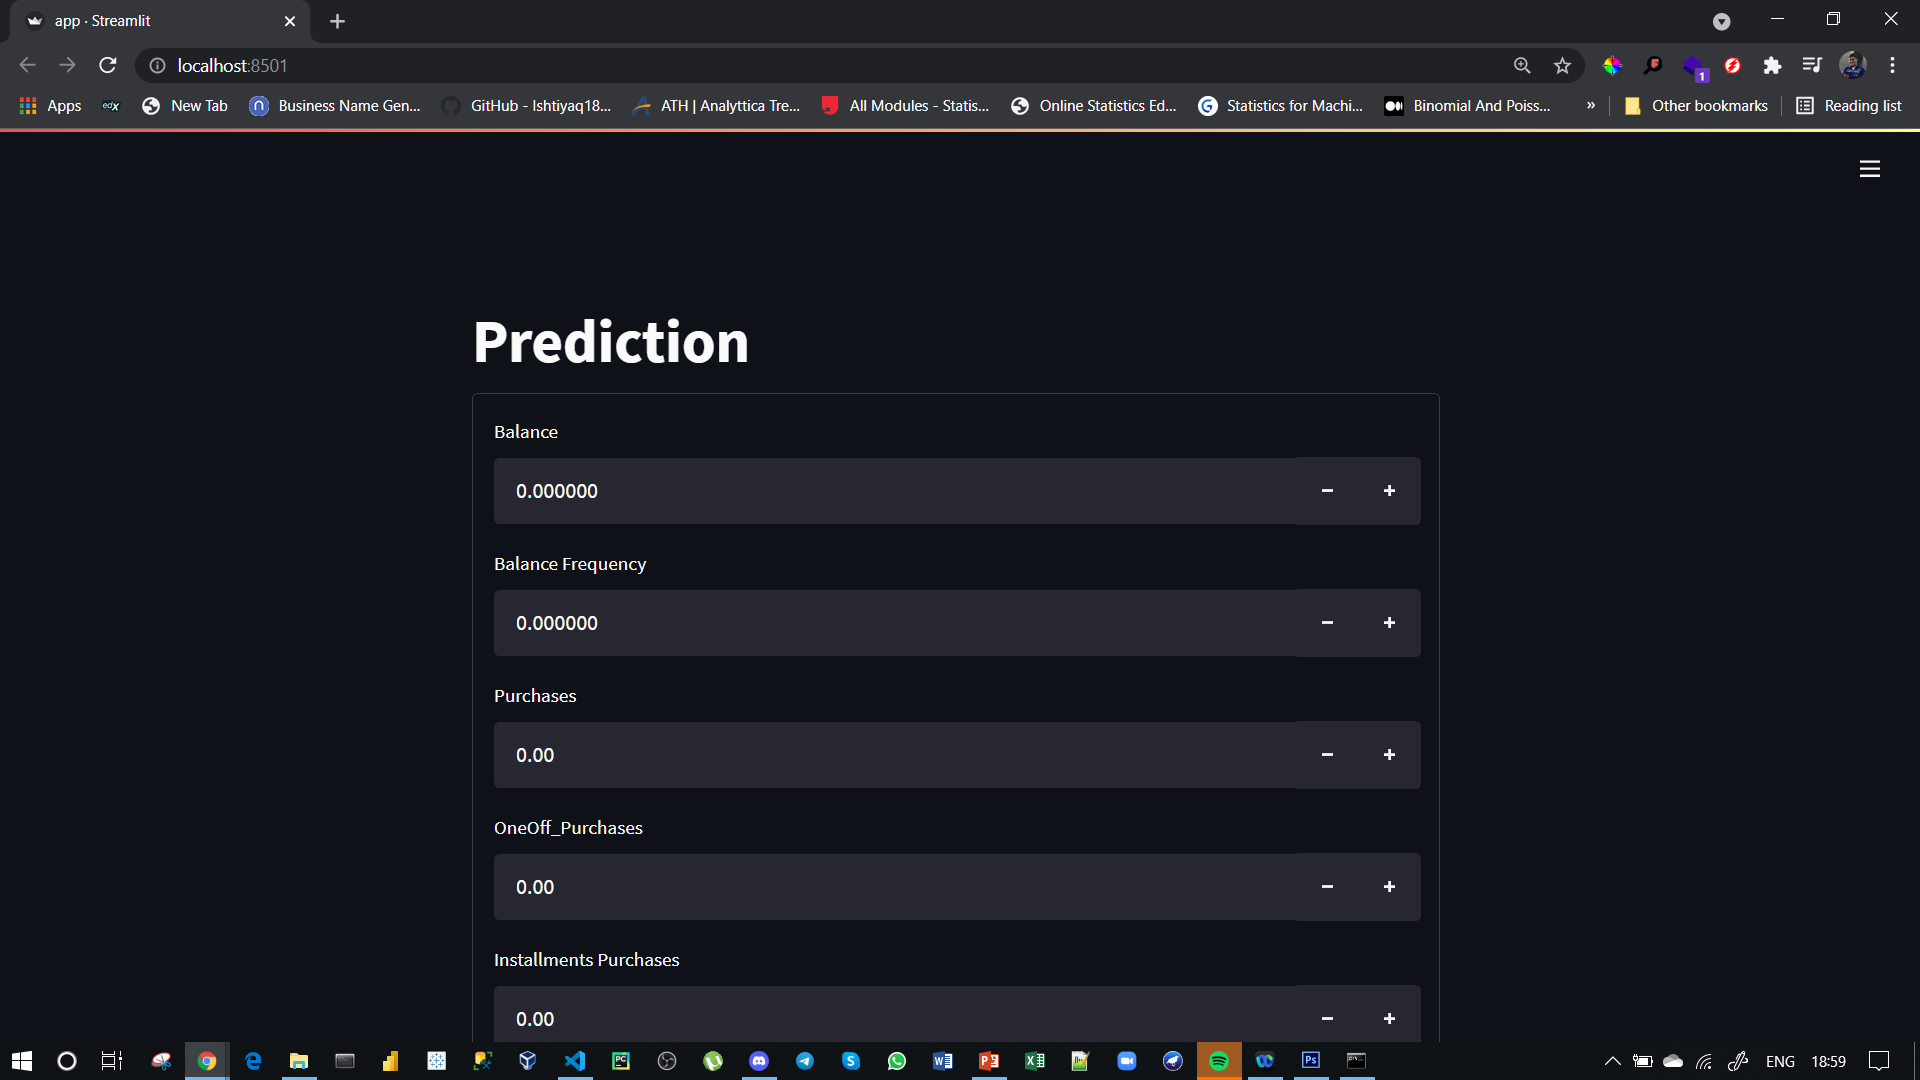 app · Streamlit
localhost:8501
1
Apps
edX
New Tab
n
Business Name Gen...
GitHub - Ishtiyaq18...
ATH | Analyttica Tre...
All Modules - Statis...
Online Statistics Ed...
G
Statistics for Machi...
Binomial And Poiss...
»
Other bookmarks
Reading list
Prediction
Balance
0.000000
Balance Frequency
0.000000
Purchases
0.00
OneOff_Purchases
0.00
Installments Purchases
0.00
ENG
18:59